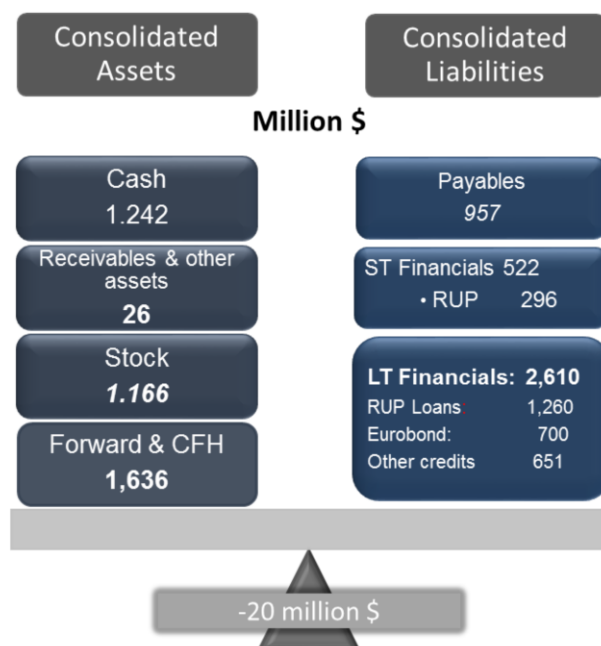 Consolidated
Assets
Consolidated
Liabilities
Million $
Cash
1.242
Receivables & other
assets
26
Stock
1.166
Forward & CFH
1,636
Payables
957
ST Financials 522
• RUP 296
LT Financials: 2,610
RUP Loans: 1,260
Eurobond: 700
Other credits 651
-20 million $